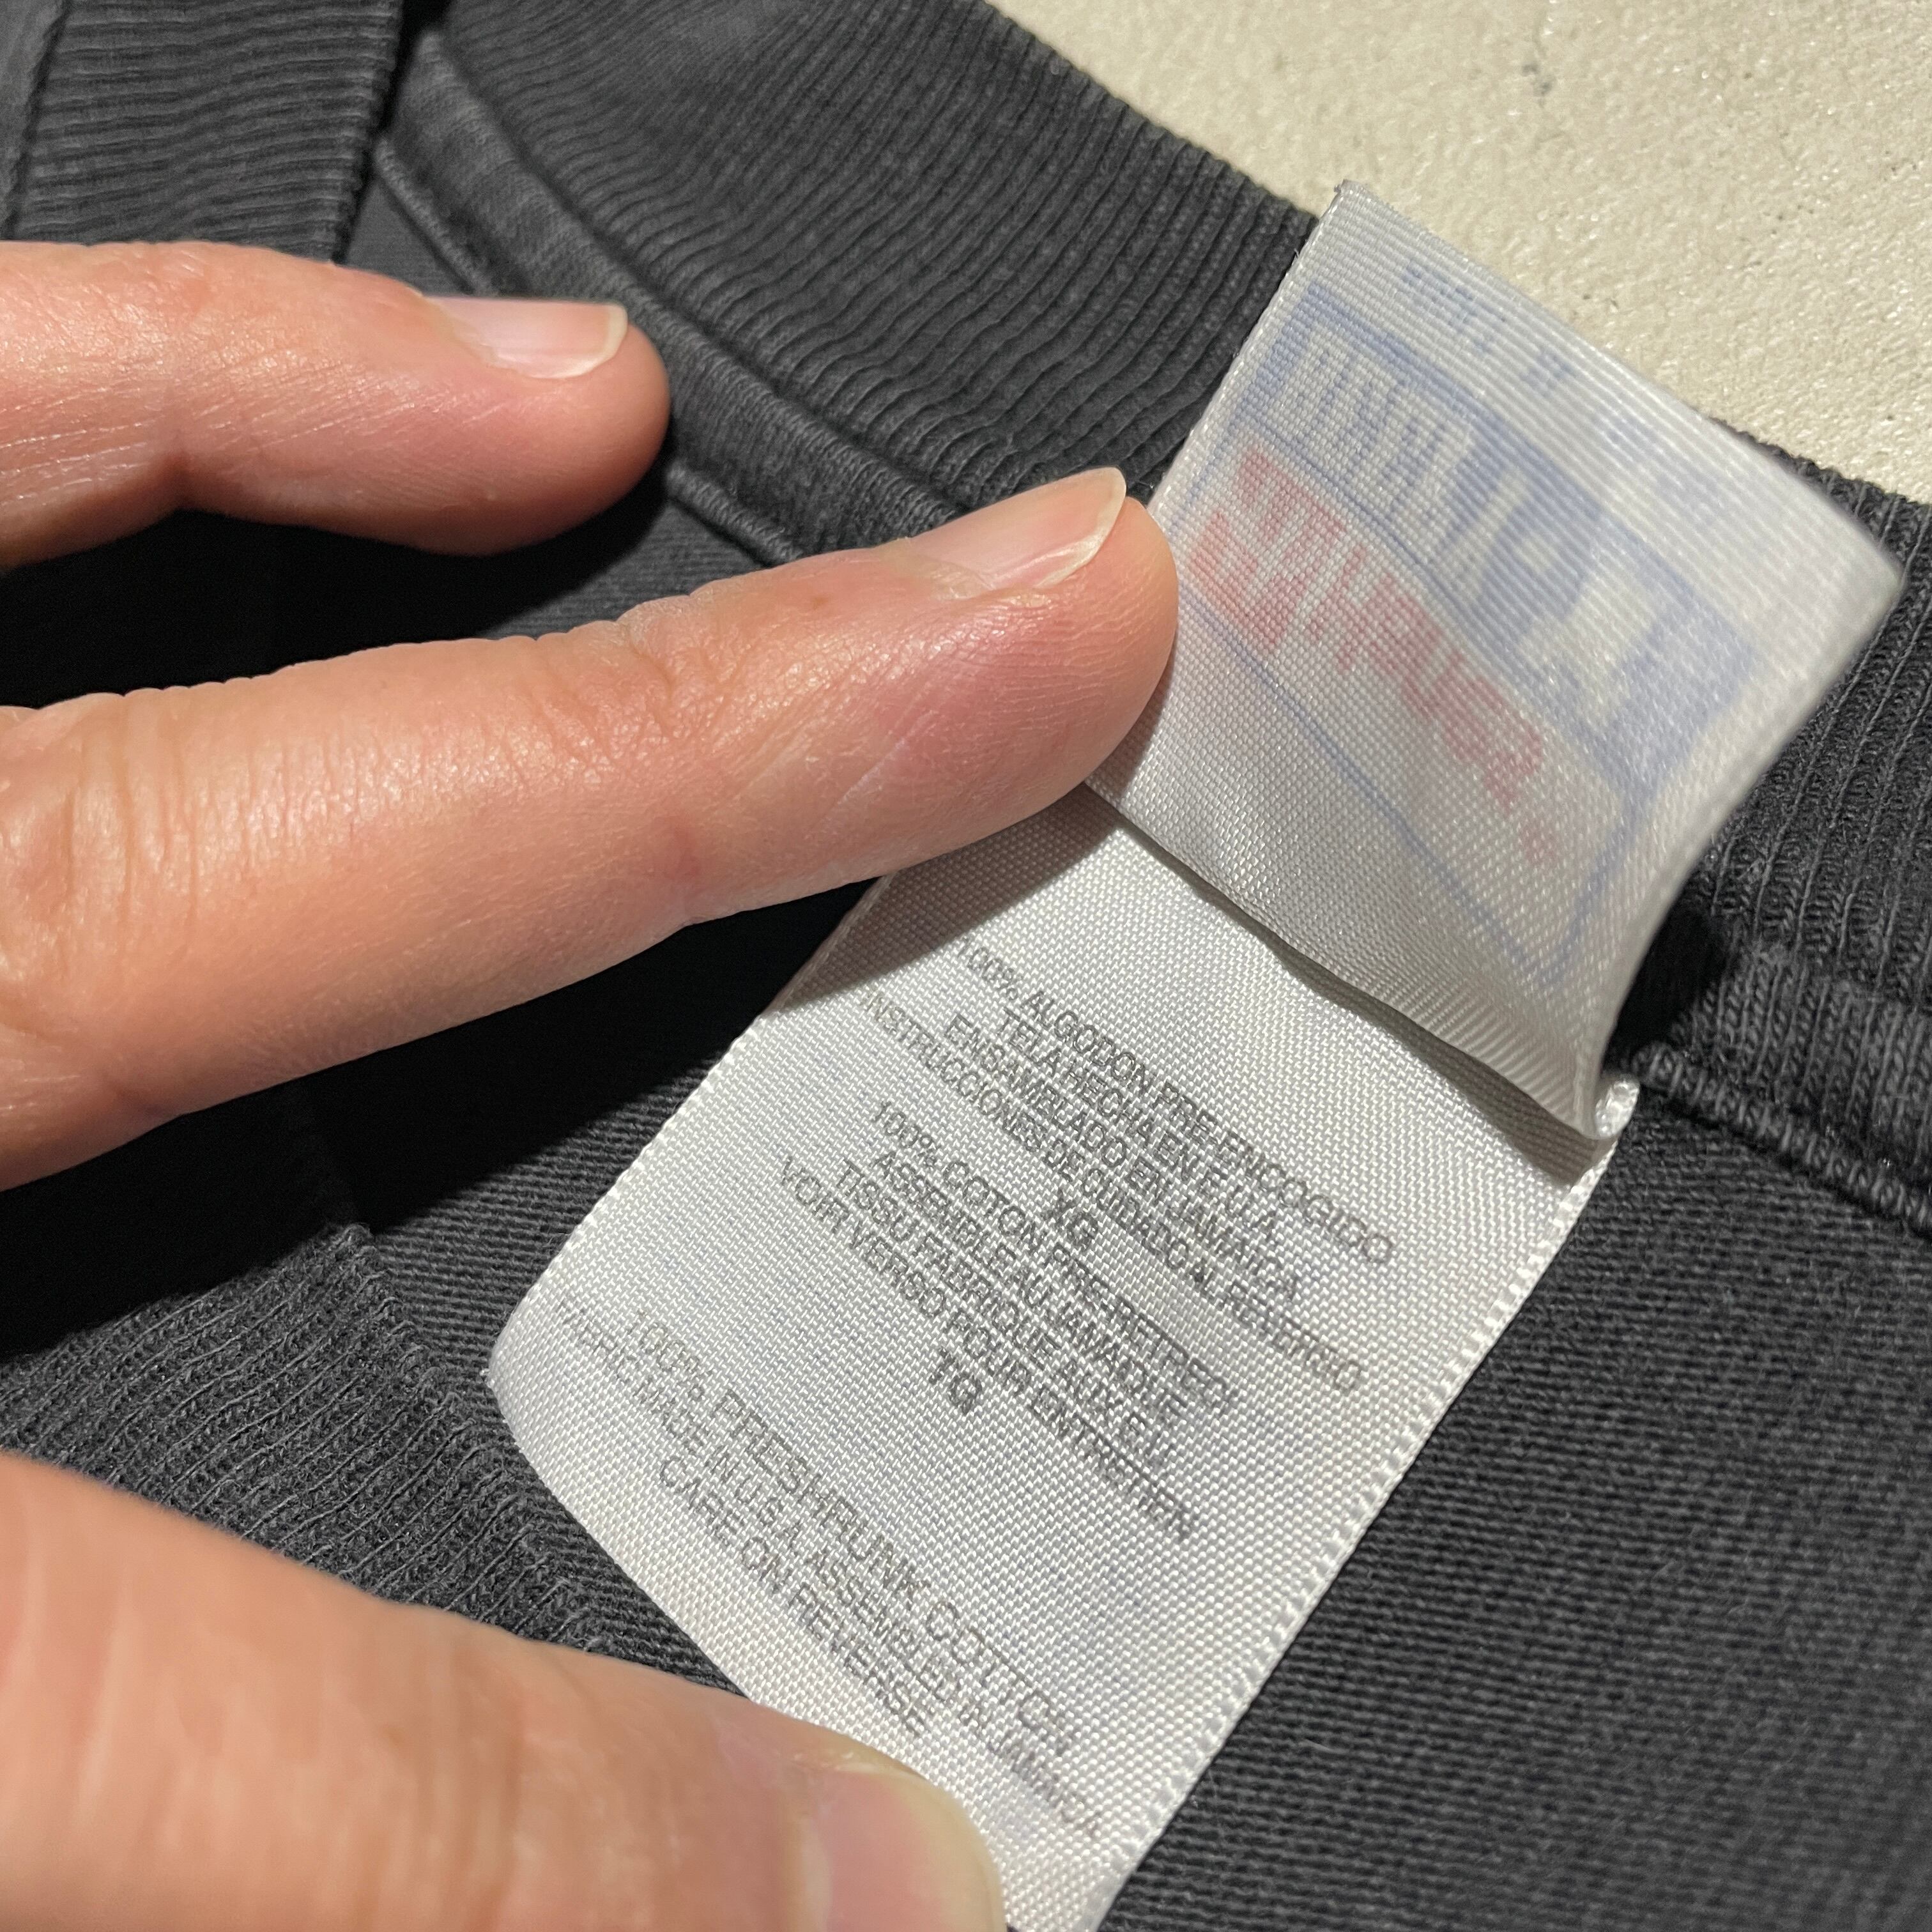 100% ALGODON PRE-ENCOGIDO
TELA HECHA EN E.U.A.
ENSAMBLADO EN JAMAICA
INSTRUCCIONES DE CUIDADO AL REVERSO
XG
100% COTON PRE-RETRECI
ASSEMBLE AU JAMAIQUE
TISSU FABRIQUE AUX E.U.
VOIR VERSO POUR ENTRETIEN
TG
100% PRESHRUNK COTTON
FABRIC MADE IN U.S.A. ASSEMBLED IN JAMAICA
CARE ON REVERSE